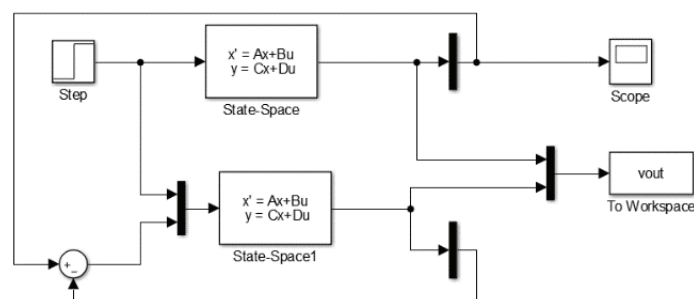 x' = Ax+Bu
y = Cx+Du
Step
State-Space
Scope
x' = Ax+Bu
y = Cx+Du
State-Space1
vout
To Workspace
+
−